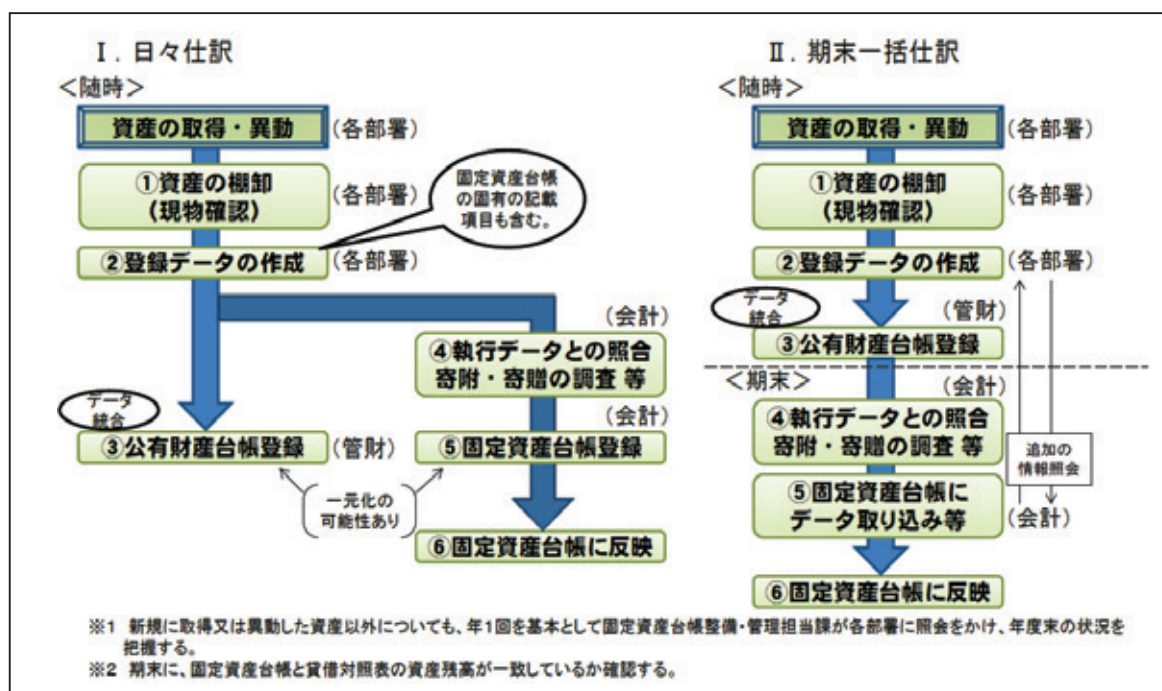 Ⅰ. 日々仕訳
<随時>
資産の取得・異動
(各部署)
①資産の棚卸
(現物確認)
(各部署)
固定資産台帳
の固有の記載
項目も含む。
②登録データの作成
(各部署)
(会計)
④執行データとの照合
寄附・寄贈の調査 等
データ
統合
(会計)
③公有財産台帳登録
(管財)
⑤固定資産台帳登録
一元化の
可能性あり
⑥固定資産台帳に反映
Ⅱ. 期末一括仕訳
<随時>
資産の取得・異動
(各部署)
①資産の棚卸
(現物確認)
(各部署)
②登録データの作成
(各部署)
データ
統合
(管財)
③公有財産台帳登録
<期末>
(会計)
④執行データとの照合
寄附・寄贈の調査 等
追加の
情報照会
⑤固定資産台帳に
データ取り込み等
(会計)
⑥固定資産台帳に反映
※1 新規に取得又は異動した資産以外についても、年1回を基本として固定資産台帳整備・管理担当課が各部署に照会をかけ、年度末の状況を
把握する。
※2 期末に、固定資産台帳と貸借対照表の資産残高が一致しているか確認する。